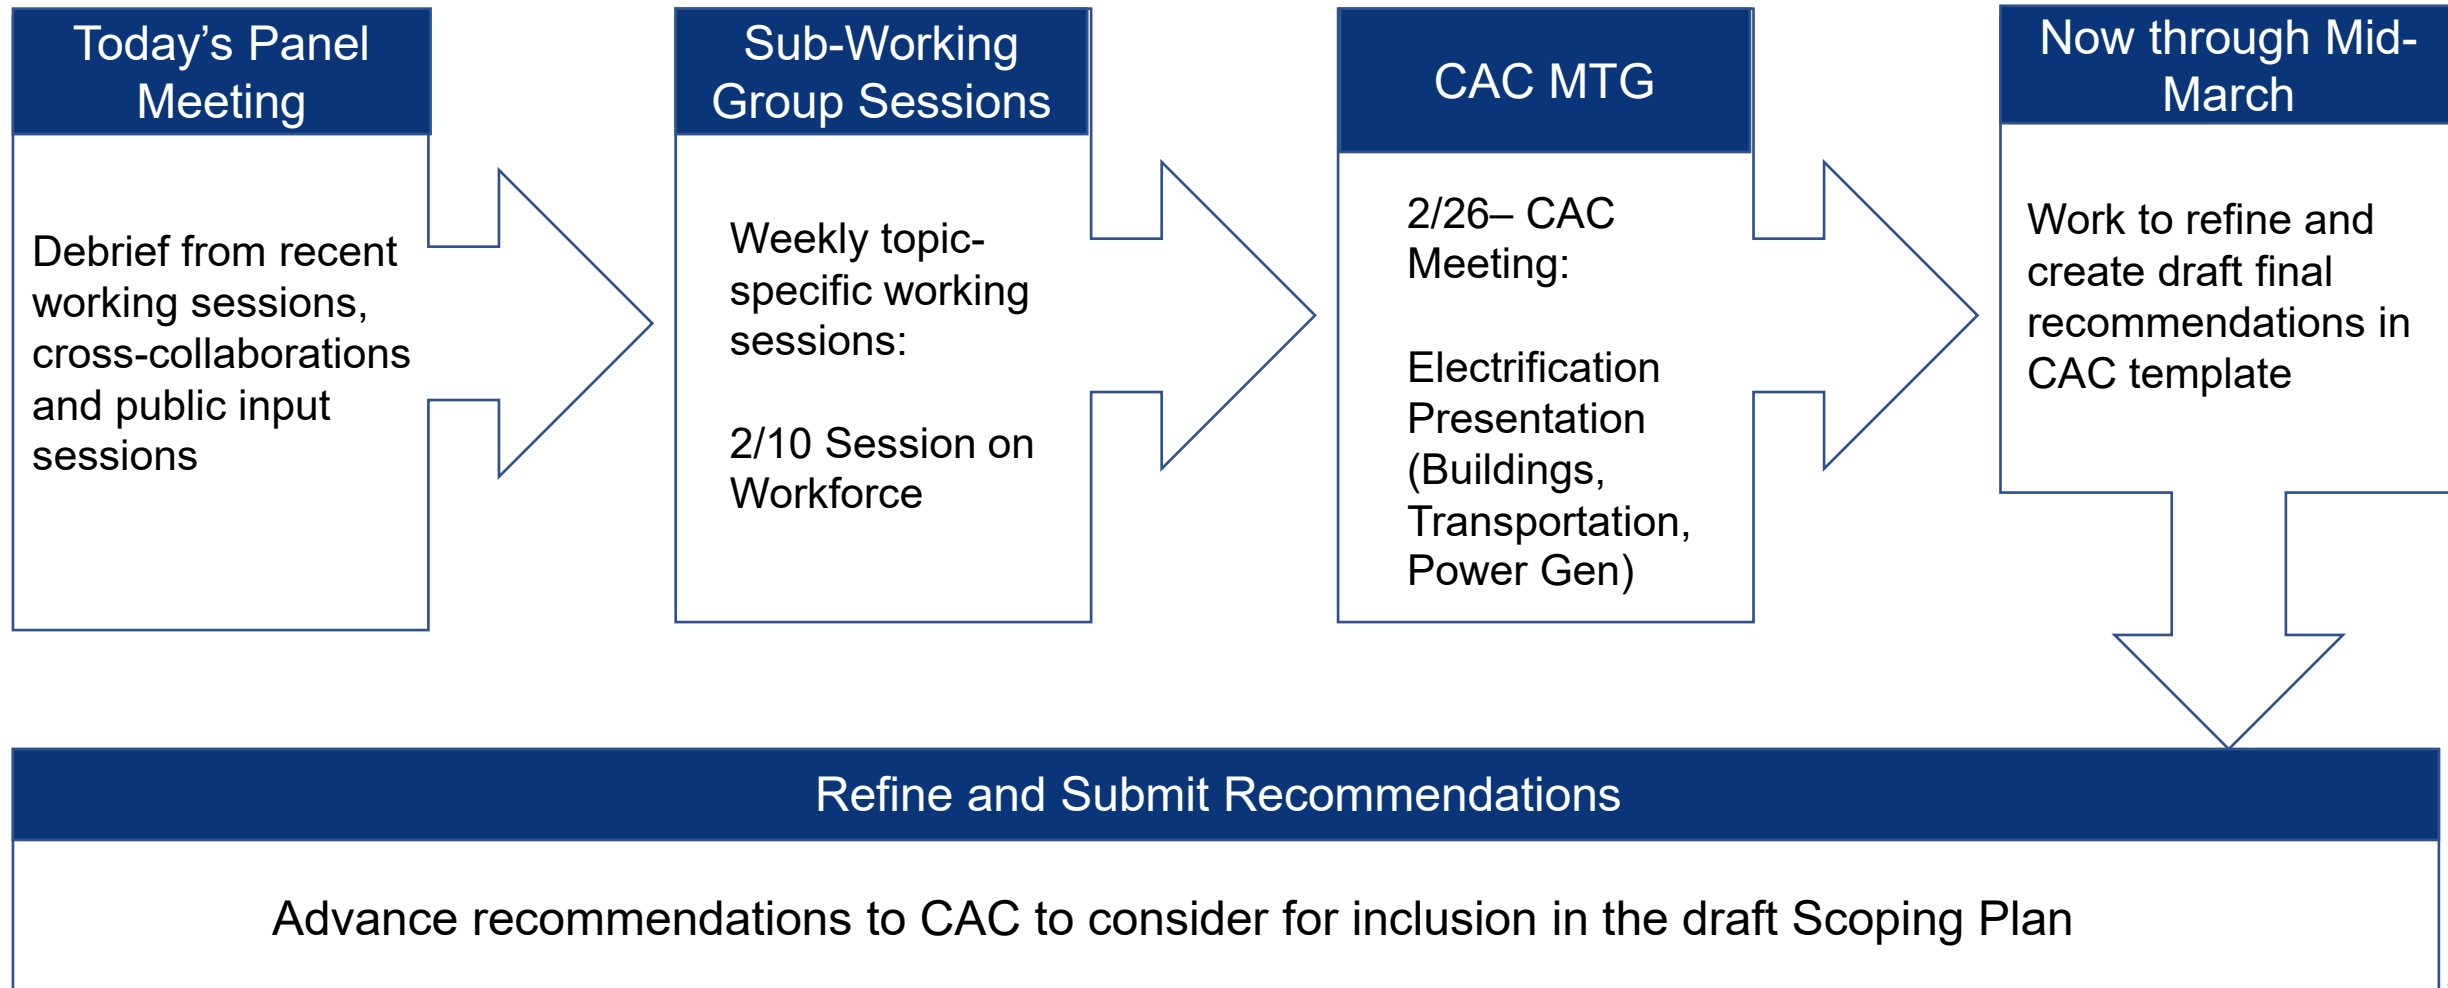 Today’s Panel
Meeting
Debrief from recent
working sessions,
cross-collaborations
and public input
sessions
Sub-Working
Group Sessions
Weekly topic-
specific working
sessions:
2/10 Session on
Workforce
CAC MTG
2/26– CAC
Meeting:
Electrification
Presentation
(Buildings,
Transportation,
Power Gen)
Now through Mid-
March
Work to refine and
create draft final
recommendations in
CAC template
Refine and Submit Recommendations
Advance recommendations to CAC to consider for inclusion in the draft Scoping Plan